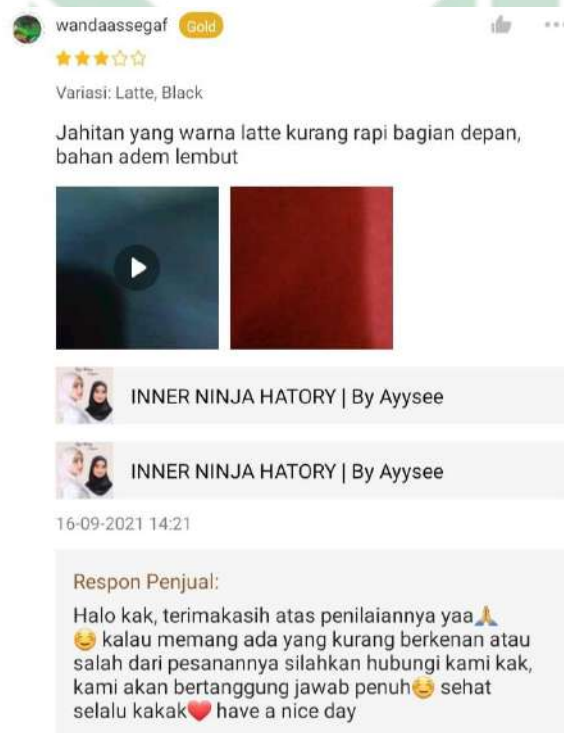 wandaassegaf Gold
Variasi: Latte, Black
Jahitan yang warna latte kurang rapi bagian depan,
bahan adem lembut
INNER NINJA HATORY | By Ayysee
INNER NINJA HATORY | By Ayysee
16-09-2021 14:21
Respon Penjual:
Halo kak, terimakasih atas penilaiannya yaa🙏
😊 kalau memang ada yang kurang berkenan atau
salah dari pesanannya silahkan hubungi kami kak,
kami akan bertanggung jawab penuh😊 sehat
selalu kakak❤️ have a nice day